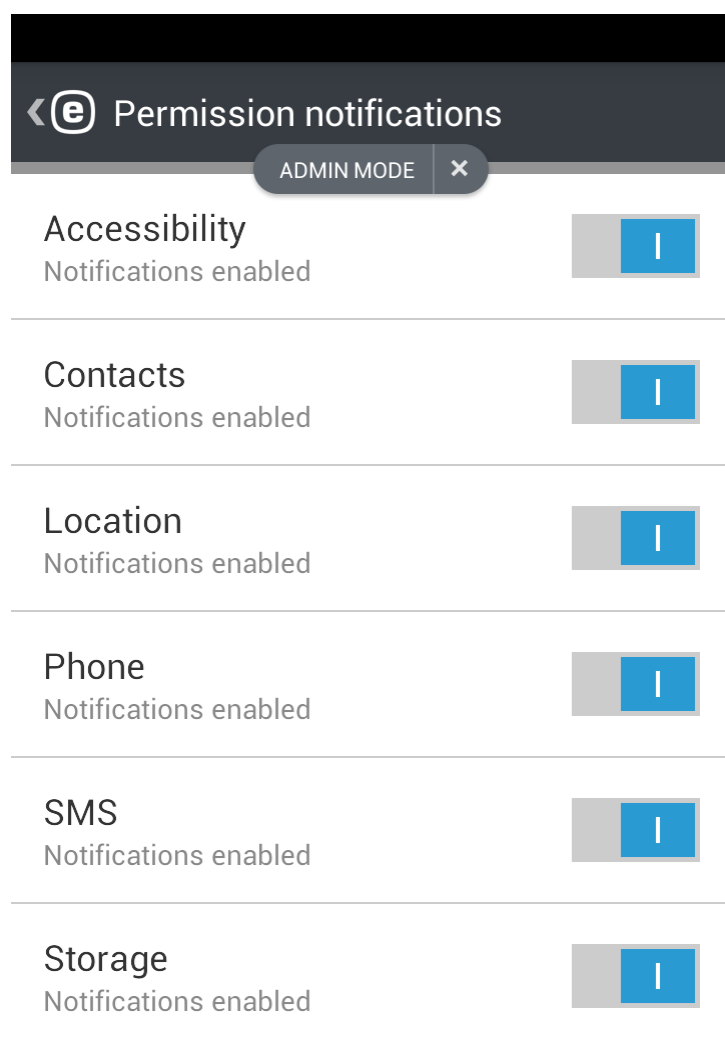 e Permission notifications
ADMIN MODE ×
Accessibility
Notifications enabled
Contacts
Notifications enabled
Location
Notifications enabled
Phone
Notifications enabled
SMS
Notifications enabled
Storage
Notifications enabled